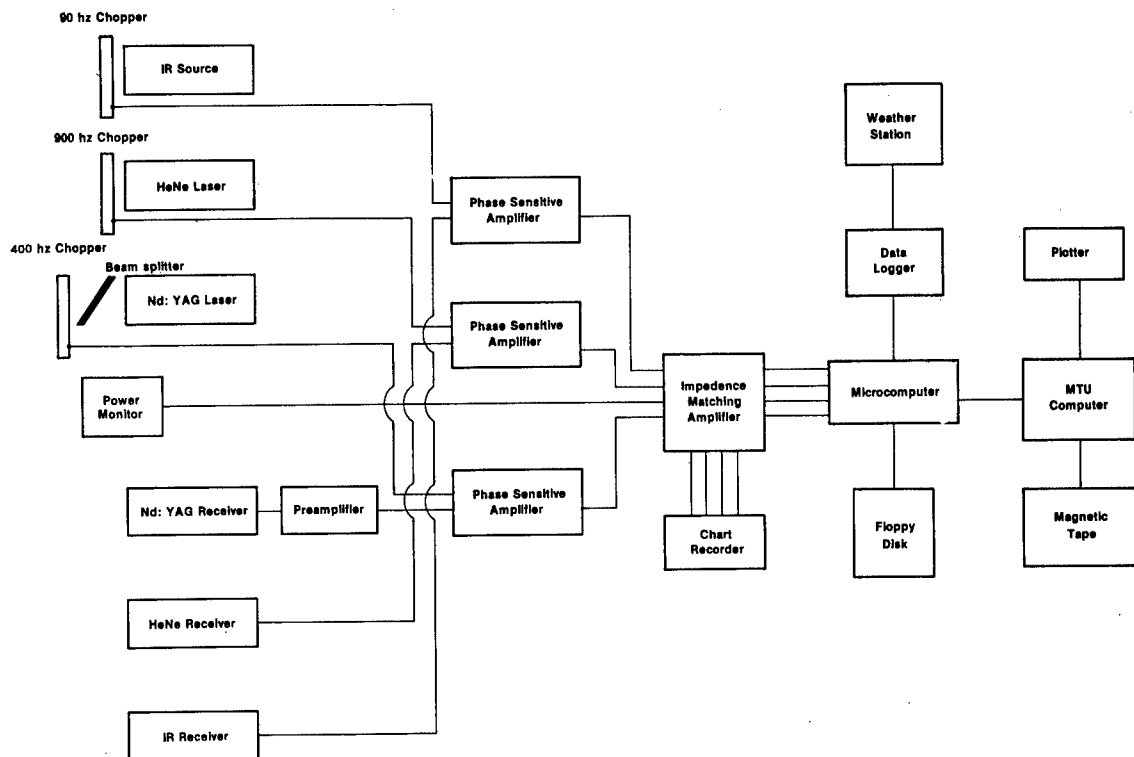 90 hz Chopper
IR Source
900 hz Chopper
HeNe Laser
400 hz Chopper
Beam splitter
Nd: YAG Laser
Power
Monitor
Nd: YAG Receiver
Preamplifier
HeNe Receiver
IR Receiver
Phase Sensitive
Amplifier
Phase Sensitive
Amplifier
Phase Sensitive
Amplifier
Impedence
Matching
Amplifier
Chart
Recorder
Weather
Station
Data
Logger
Microcomputer
Floppy
Disk
Plotter
MTU
Computer
Magnetic
Tape